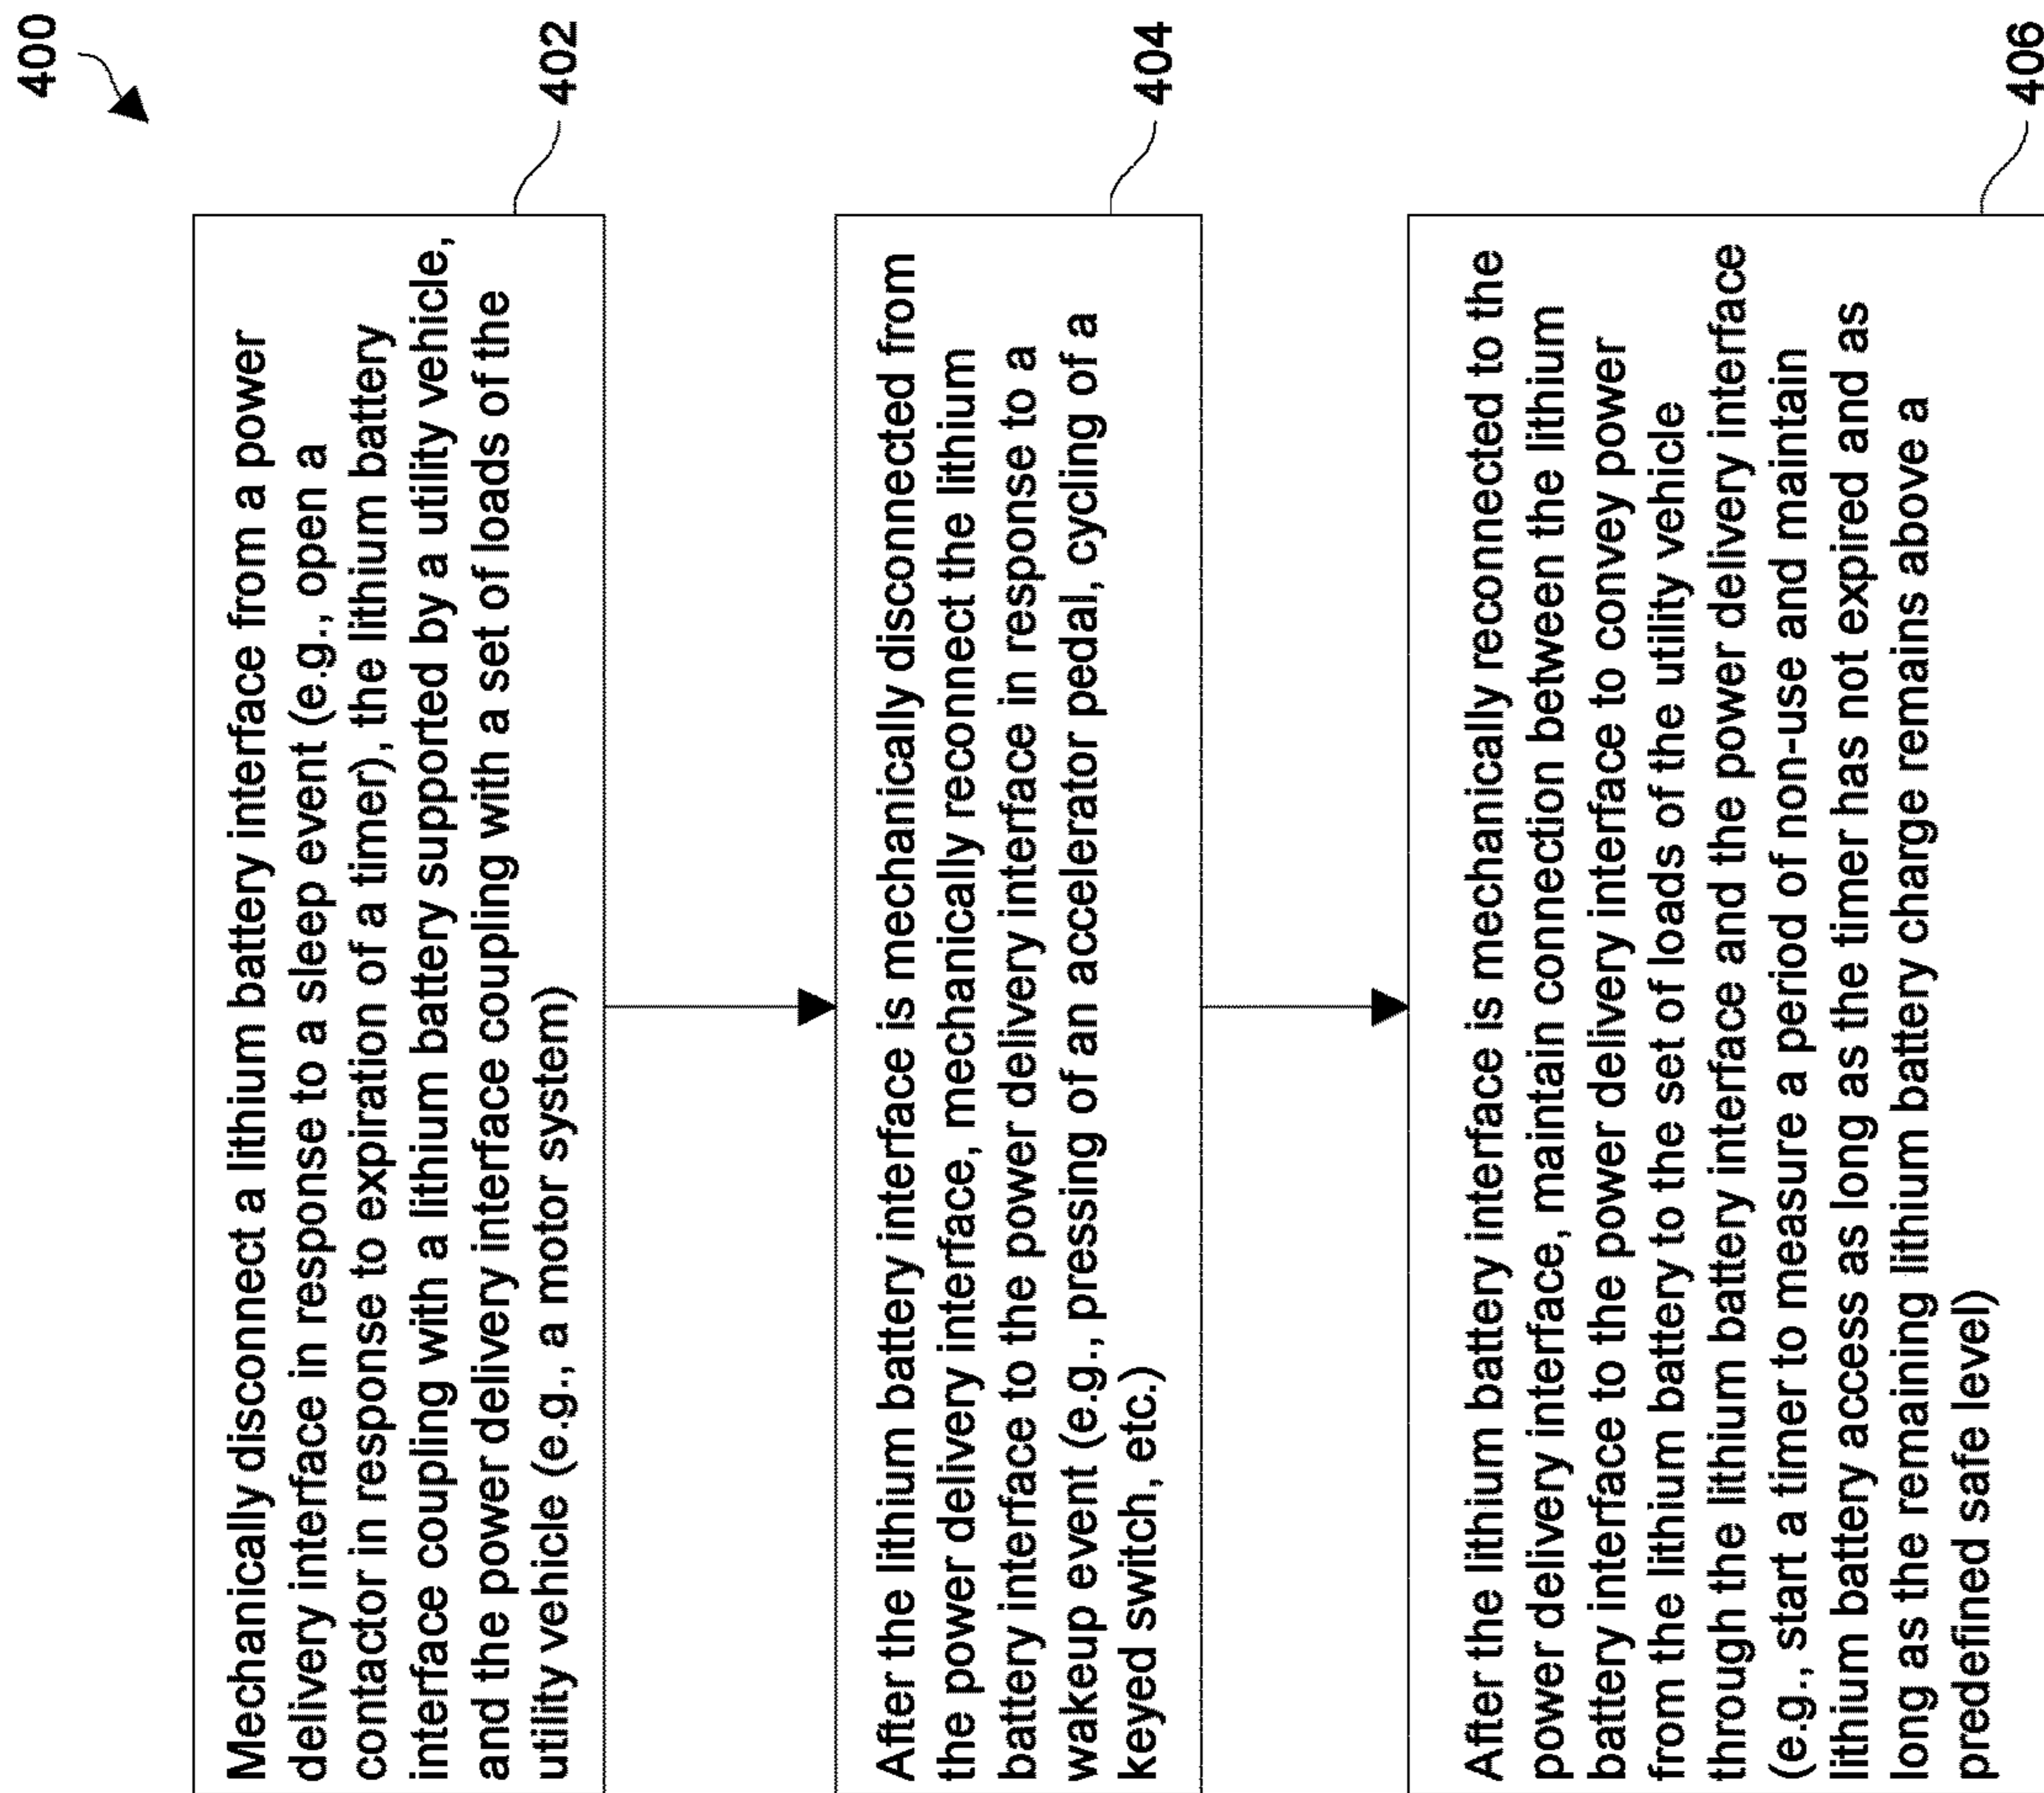 400
Mechanically disconnect a lithium battery interface from a power
delivery interface in response to a sleep event (e.g., open a
contactor in response to expiration of a timer), the lithium battery
interface coupling with a lithium battery supported by a utility vehicle,
and the power delivery interface coupling with a set of loads of the
utility vehicle (e.g., a motor system)
402
After the lithium battery interface is mechanically disconnected from
the power delivery interface, mechanically reconnect the lithium
battery interface to the power delivery interface in response to a
wakeup event (e.g., pressing of an accelerator pedal, cycling of a
keyed switch, etc.)
404
After the lithium battery interface is mechanically reconnected to the
power delivery interface, maintain connection between the lithium
battery interface to the power delivery interface to convey power
from the lithium battery to the set of loads of the utility vehicle
through the lithium battery interface and the power delivery interface
(e.g., start a timer to measure a period of non-use and maintain
lithium battery access as long as the timer has not expired and as
long as the remaining lithium battery charge remains above a
predefined safe level)
406